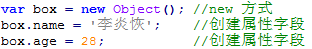 var box = new Object(); //new 方式
box.name = '李炎恢'; //创建属性字段
box.age = 28; //创建属性字段